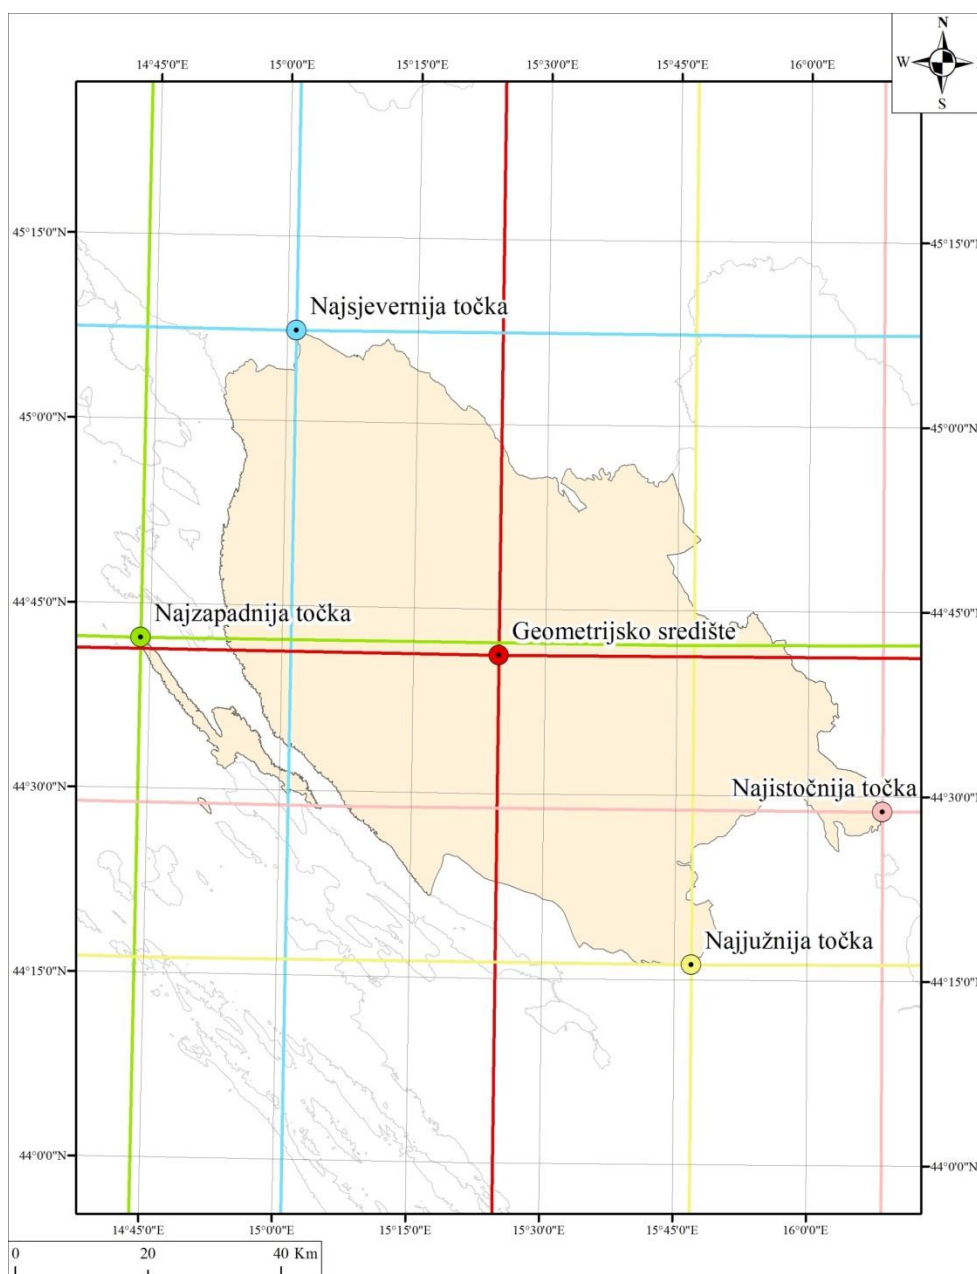 N
W
S
14°45'0"E 15°0'0"E 15°15'0"E 15°30'0"E 15°45'0"E 16°0'0"E
45°15'0"N 45°15'0"N
Najsjevernija točka
45°0'0"N 45°0'0"N
44°45'0"N 44°45'0"N
Najzapadnija točka
Geometrijsko središte
44°30'0"N 44°30'0"N
Najistočnija točka
Najjužnija točka
44°15'0"N 44°15'0"N
44°0'0"N 44°0'0"N
14°45'0"E 15°0'0"E 15°15'0"E 15°30'0"E 15°45'0"E 16°0'0"E
0 20 40 Km